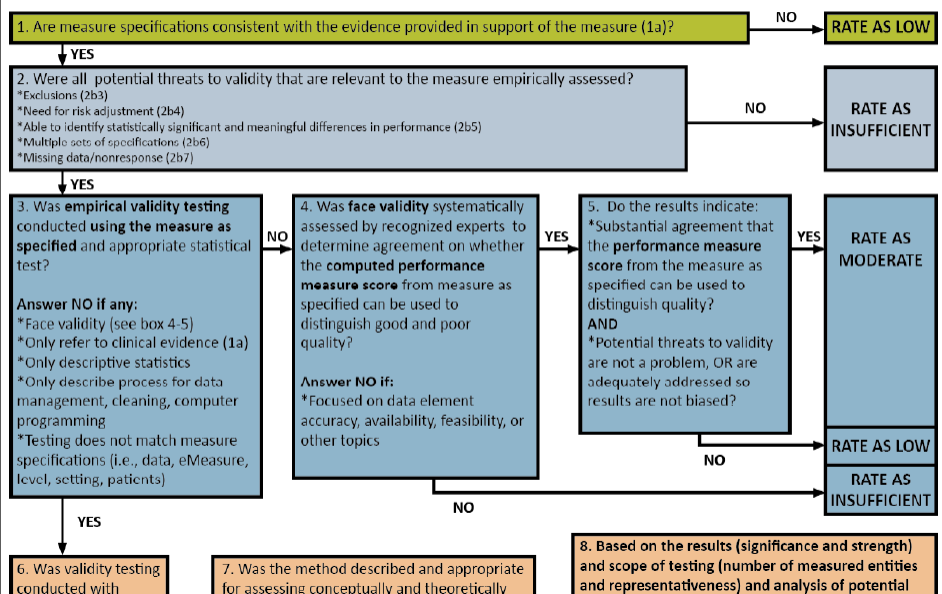 1. Are measure specifications consistent with the evidence provided in support of the measure (1a)?
NO
RATE AS LOW
YES
2. Were all potential threats to validity that are relevant to the measure empirically assessed?
*Exclusions (2b3)
*Need for risk adjustment (2b4)
*Able to identify statistically significant and meaningful differences in performance (2b5)
*Multiple sets of specifications (2b6)
*Missing data/nonresponse (2b7)
NO
RATE AS
INSUFFICIENT
YES
3. Was empirical validity testing
conducted using the measure as
specified and appropriate statistical
test?
Answer NO if any:
*Face validity (see box 4-5)
*Only refer to clinical evidence (1a)
*Only descriptive statistics
*Only describe process for data
management, cleaning, computer
programming
*Testing does not match measure
specifications (i.e., data, eMeasure,
level, setting, patients)
NO
4. Was face validity systematically
assessed by recognized experts to
determine agreement on whether
the computed performance
measure score from measure as
specified can be used to
distinguish good and poor
quality?
Answer NO if:
*Focused on data element
accuracy, availability, feasibility, or
other topics
YES
5. Do the results indicate:
*Substantial agreement that
the performance measure
score from the measure as
specified can be used to
distinguish quality?
AND
*Potential threats to validity
are not a problem, OR are
adequately addressed so
results are not biased?
YES
RATE AS
MODERATE
NO
RATE AS LOW
NO
RATE AS
INSUFFICIENT
YES
6. Was validity testing
conducted with
7. Was the method described and appropriate
for assessing conceptually and theoretically
8. Based on the results (significance and strength)
and scope of testing (number of measured entities
and representativeness) and analysis of potential